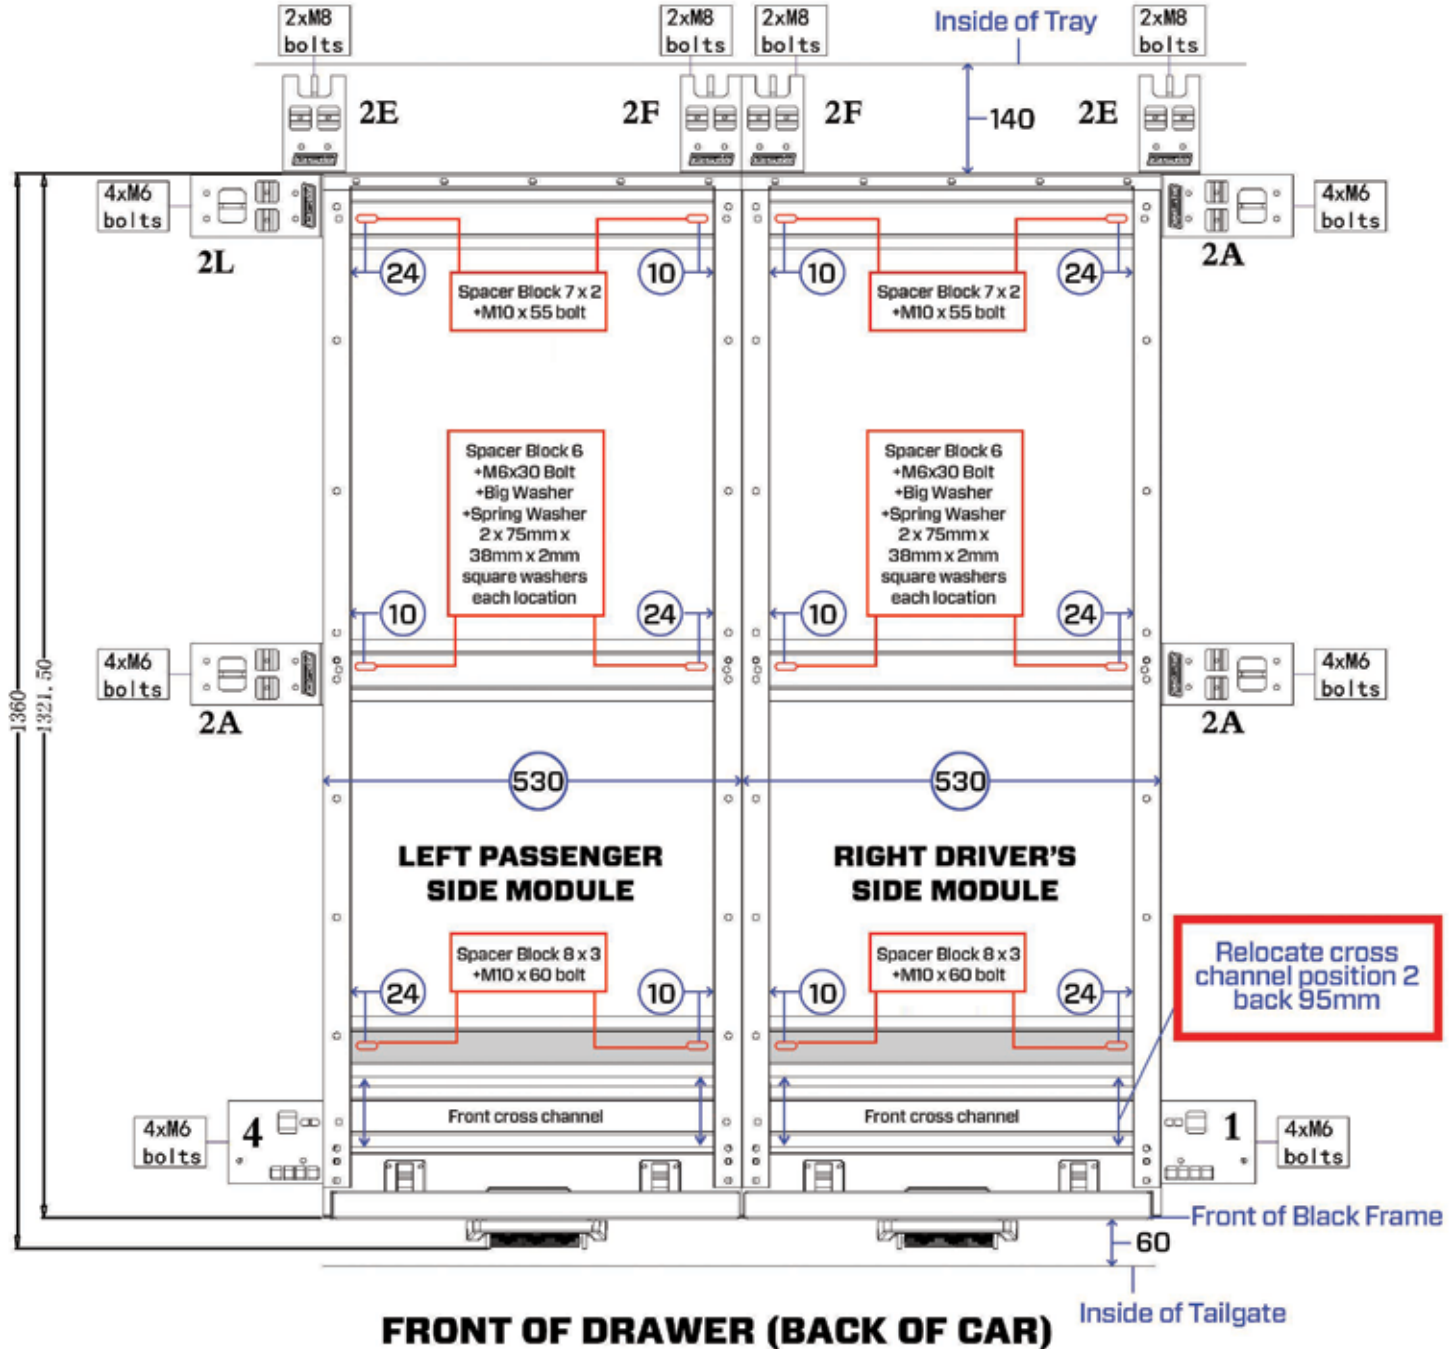 2xM8
bolts
2xM8
bolts
2xM8
bolts
Inside of Tray
2xM8
bolts
2E
2F
2F
140
2E
4xM6
bolts
2L
4xM6
bolts
2A
24
Spacer Block 7 x 2
+M10 x 55 bolt
10
10
Spacer Block 7 x 2
+M10 x 55 bolt
24
Spacer Block 6
+M6x30 Bolt
+Big Washer
+Spring Washer
2 x 75mm x
38mm x 2mm
square washers
each location
Spacer Block 6
+M6x30 Bolt
+Big Washer
+Spring Washer
2 x 75mm x
38mm x 2mm
square washers
each location
10
24
10
24
4xM6
bolts
2A
4xM6
bolts
2A
1360
1321.50
530
530
LEFT PASSENGER
SIDE MODULE
RIGHT DRIVER'S
SIDE MODULE
Spacer Block 8 x 3
+M10 x 60 bolt
Spacer Block 8 x 3
+M10 x 60 bolt
Relocate cross
channel position 2
back 95mm
24
10
10
24
Front cross channel
Front cross channel
4xM6
bolts
4
1
4xM6
bolts
Front of Black Frame
60
Inside of Tailgate
FRONT OF DRAWER (BACK OF CAR)